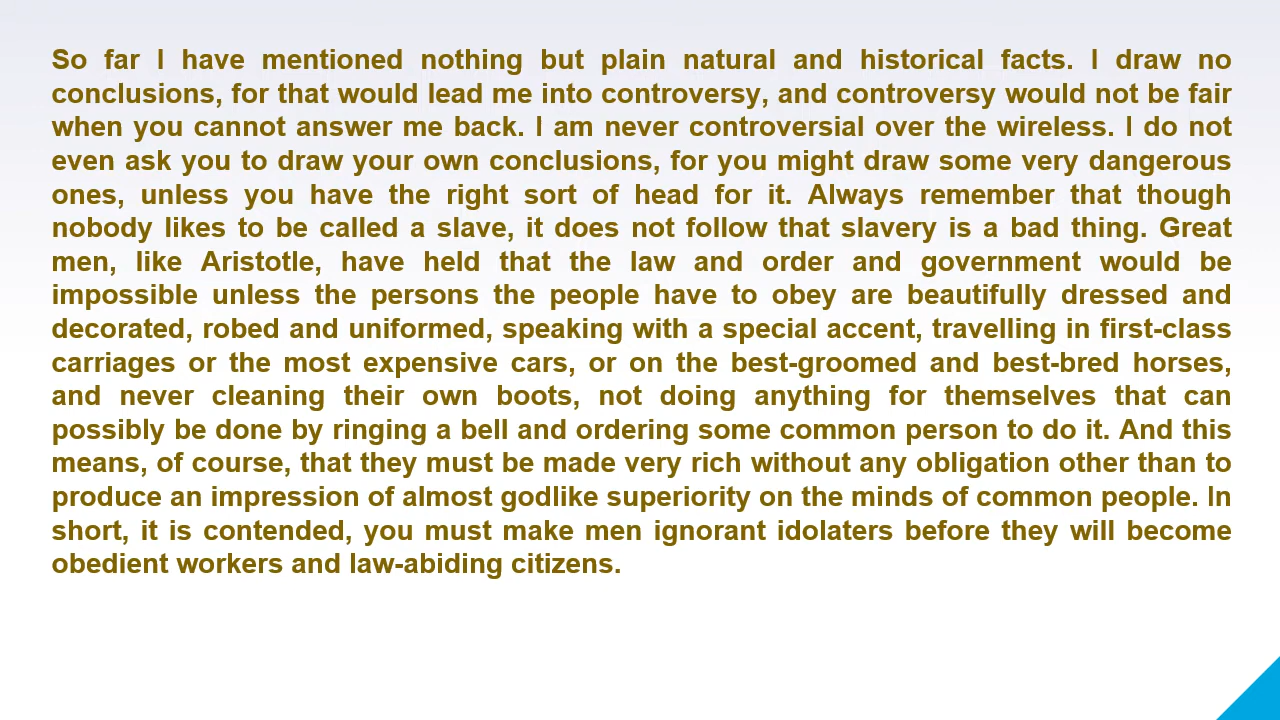 So far I have mentioned nothing but plain natural and historical facts. I draw no
conclusions, for that would lead me into controversy, and controversy would not be fair
when you cannot answer me back. I am never controversial over the wireless. I do not
even ask you to draw your own conclusions, for you might draw some very dangerous
ones, unless you have the right sort of head for it. Always remember that though
nobody likes to be called a slave, it does not follow that slavery is a bad thing. Great
men, like Aristotle, have held that the law and order and government would be
impossible unless the persons the people have to obey are beautifully dressed and
decorated, robed and uniformed, speaking with a special accent, travelling in first-class
carriages or the most expensive cars, or on the best-groomed and best-bred horses,
and never cleaning their own boots, not doing anything for themselves that can
possibly be done by ringing a bell and ordering some common person to do it. And this
means, of course, that they must be made very rich without any obligation other than to
produce an impression of almost godlike superiority on the minds of common people. In
short, it is contended, you must make men ignorant idolaters before they will become
obedient workers and law-abiding citizens.